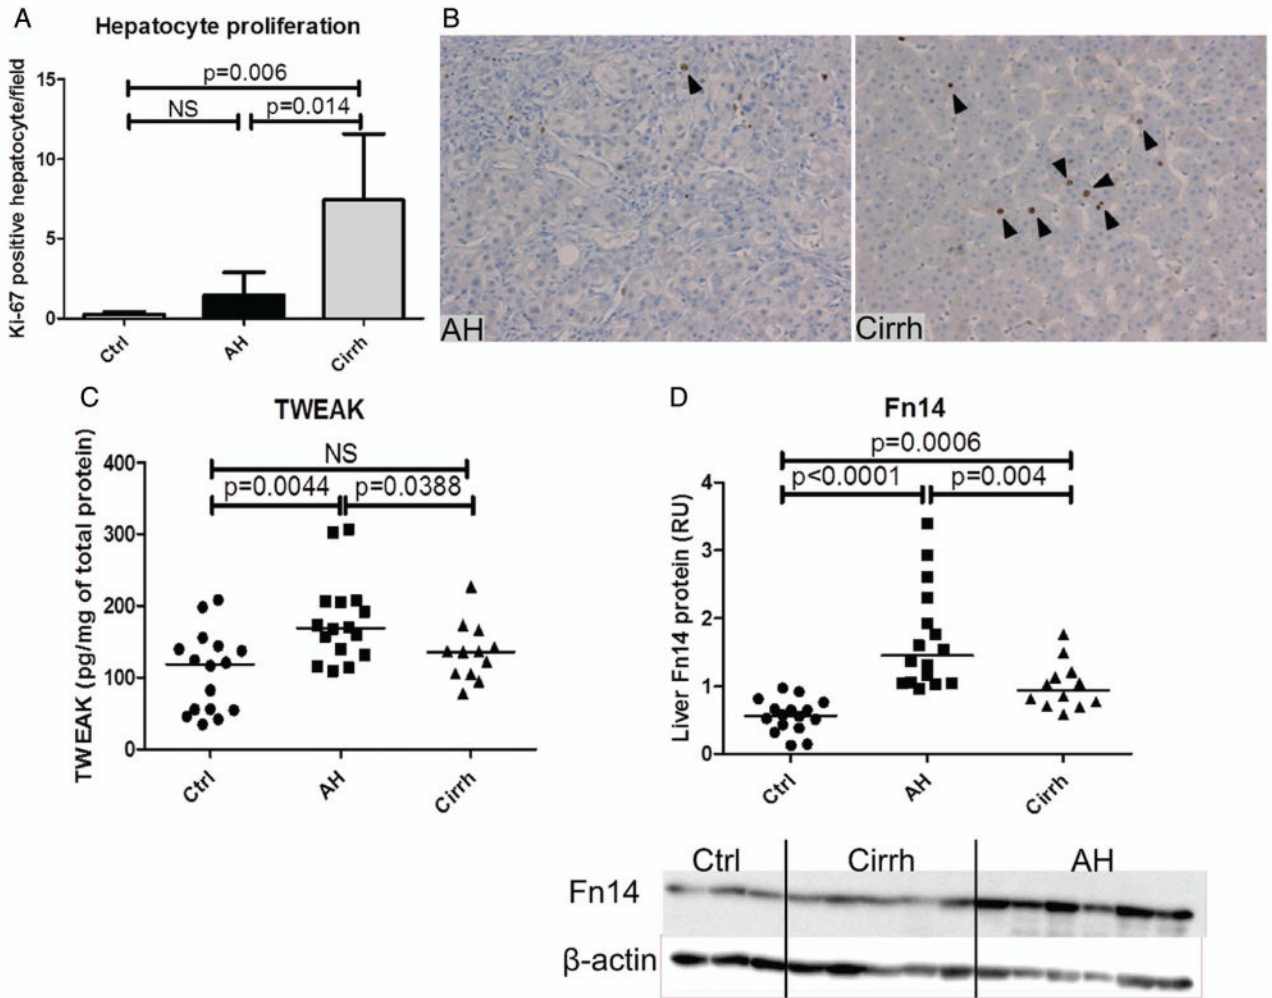 A
Hepatocyte proliferation
Ki-67 positive hepatocyte/field
15
10
5
0
p=0.006
NS
p=0.014
Ctrl
AH
Cirrh
B
AH
Cirrh
C
TWEAK
TWEAK (pg/mg of total protein)
400
300
200
100
0
NS
p=0.0044
p=0.0388
Ctrl
AH
Cirrh
D
Fn14
Liver Fn14 protein (RU)
4
3
2
1
0
p=0.0006
p<0.0001
p=0.004
Ctrl
AH
Cirrh
Ctrl
Cirrh
AH
Fn14
β-actin